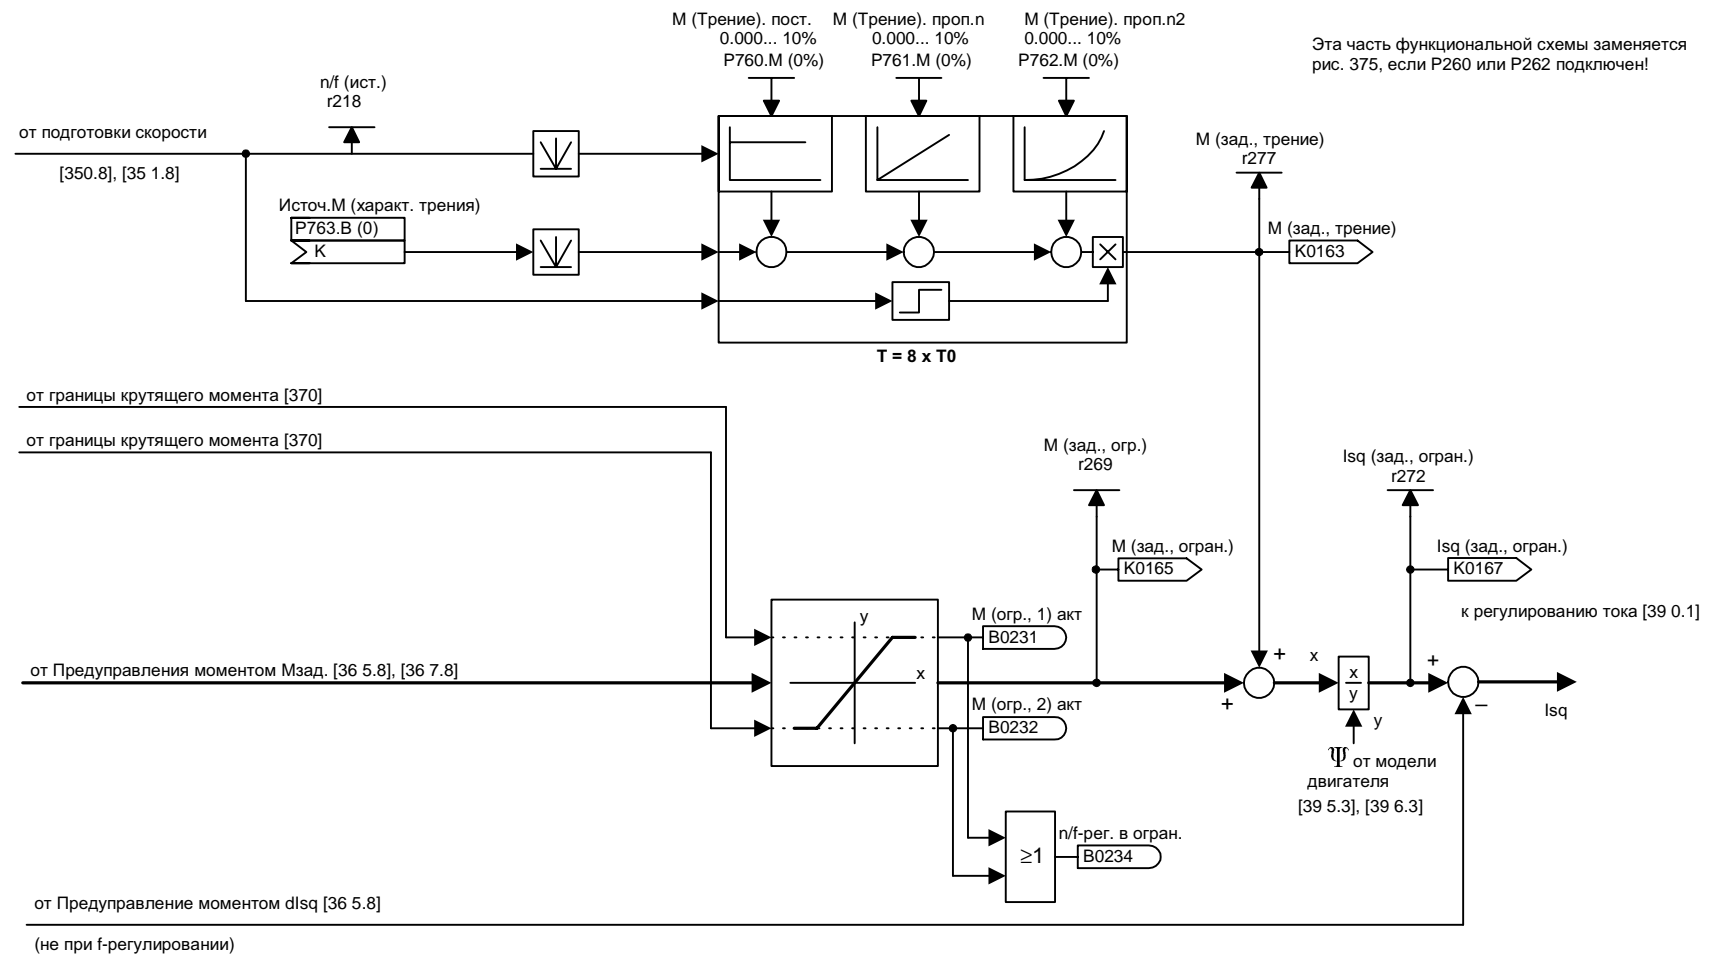 М (Трение). пост.
0.000... 10%
P760.M (0%)
М (Трение). проп.n
0.000... 10%
P761.M (0%)
М (Трение). проп.n2
0.000... 10%
P762.M (0%)
Эта часть функциональной схемы заменяется
рис. 375, если P260 или P262 подключен!
n/f (ист.)
r218
от подготовки скорости
[350.8], [35 1.8]
Источ.М (характ. трения)
P763.B (0)
K
T = 8 x T0
М (зад., трение)
r277
М (зад., трение)
K0163
от границы крутящего момента [370]
от границы крутящего момента [370]
М (зад., огр.)
r269
М (зад., огран.)
K0165
Isq (зад., огран.)
r272
Isq (зад., огран.)
K0167
к регулированию тока [39 0.1]
y
x
М (огр., 1) акт
B0231
от Предуправления моментом Мзад. [36 5.8], [36 7.8]
М (огр., 2) акт
B0232
+
+
x
x
y
y
+
–
Isq
Ψ от модели
двигателя
[39 5.3], [39 6.3]
≥1
n/f-рег. в огран.
B0234
от Предуправление моментом dIsq [36 5.8]
(не при f-регулировании)